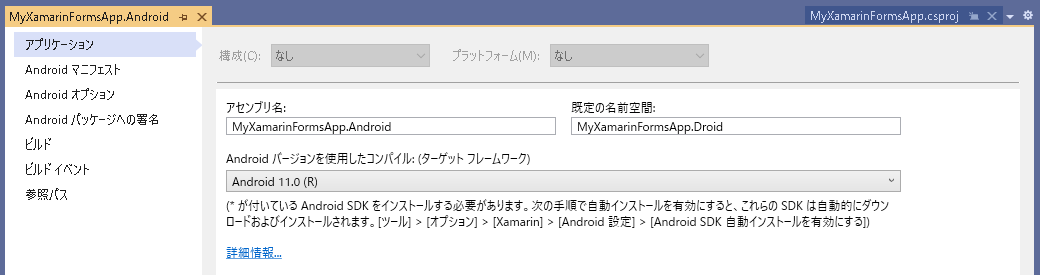 MyXamarinFormsApp.Android
MyXamarinFormsApp.csproj
アプリケーション
Android マニフェスト
Android オプション
Android パッケージへの署名
ビルド
ビルド イベント
参照パス
構成(C): なし プラットフォーム(M): なし
アセンブリ名: 既定の名前空間:
MyXamarinFormsApp.Android MyXamarinFormsApp.Droid
Android バージョンを使用したコンパイル: (ターゲット フレームワーク)
Android 11.0 (R)
(* が付いている Android SDK をインストールする必要があります。次の手順で自動インストールを有効にすると、これらの SDK は自動的にダウン
ロードおよびインストールされます。[ツール] > [オプション] > [Xamarin] > [Android 設定] > [Android SDK 自動インストールを有効にする])
詳細情報...